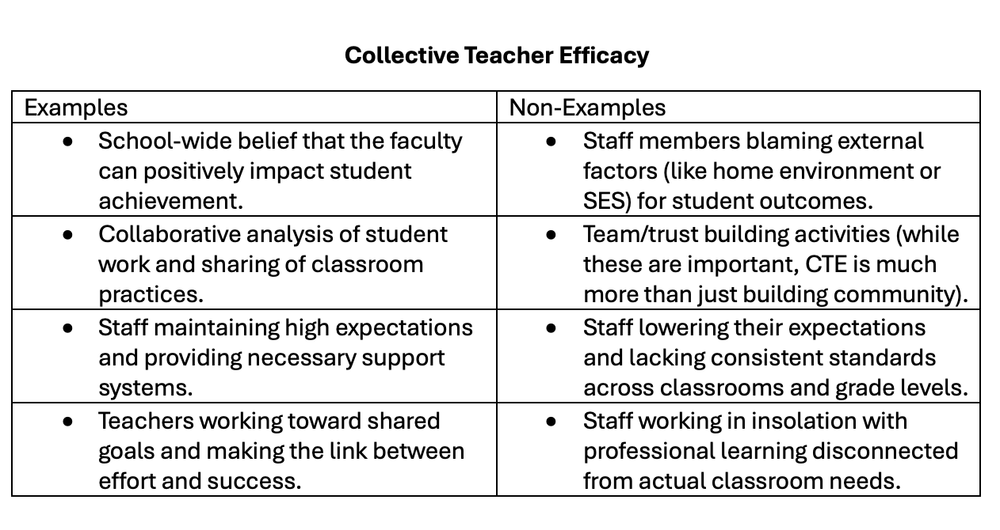 Collective Teacher Efficacy
Examples
Non-Examples
• School-wide belief that the faculty
can positively impact student
achievement.
• Staff members blaming external
factors (like home environment or
SES) for student outcomes.
• Collaborative analysis of student
work and sharing of classroom
practices.
• Team/trust building activities (while
these are important, CTE is much
more than just building community).
• Staff maintaining high expectations
and providing necessary support
systems.
• Staff lowering their expectations
and lacking consistent standards
across classrooms and grade levels.
• Teachers working toward shared
goals and making the link between
effort and success.
• Staff working in insolation with
professional learning disconnected
from actual classroom needs.